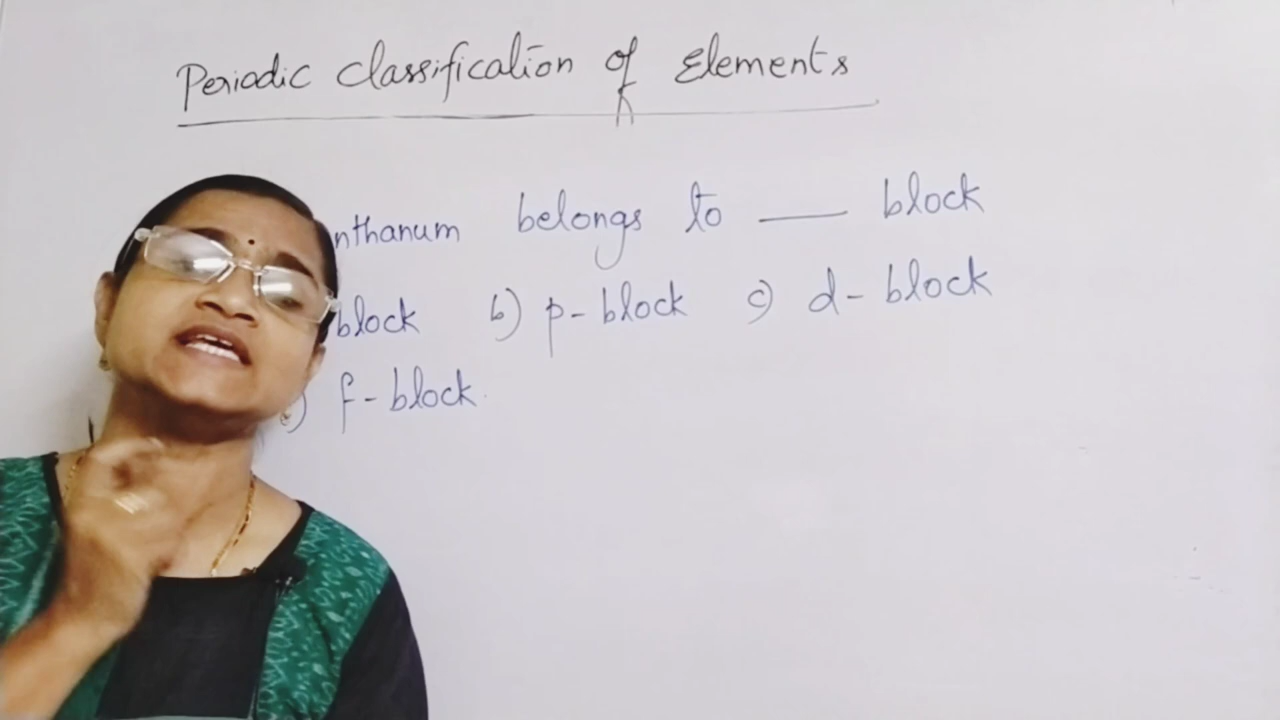 Periodic classification of Elements
nthanum belongs to ___ block
block b) p-block c) d-block
) f-block.